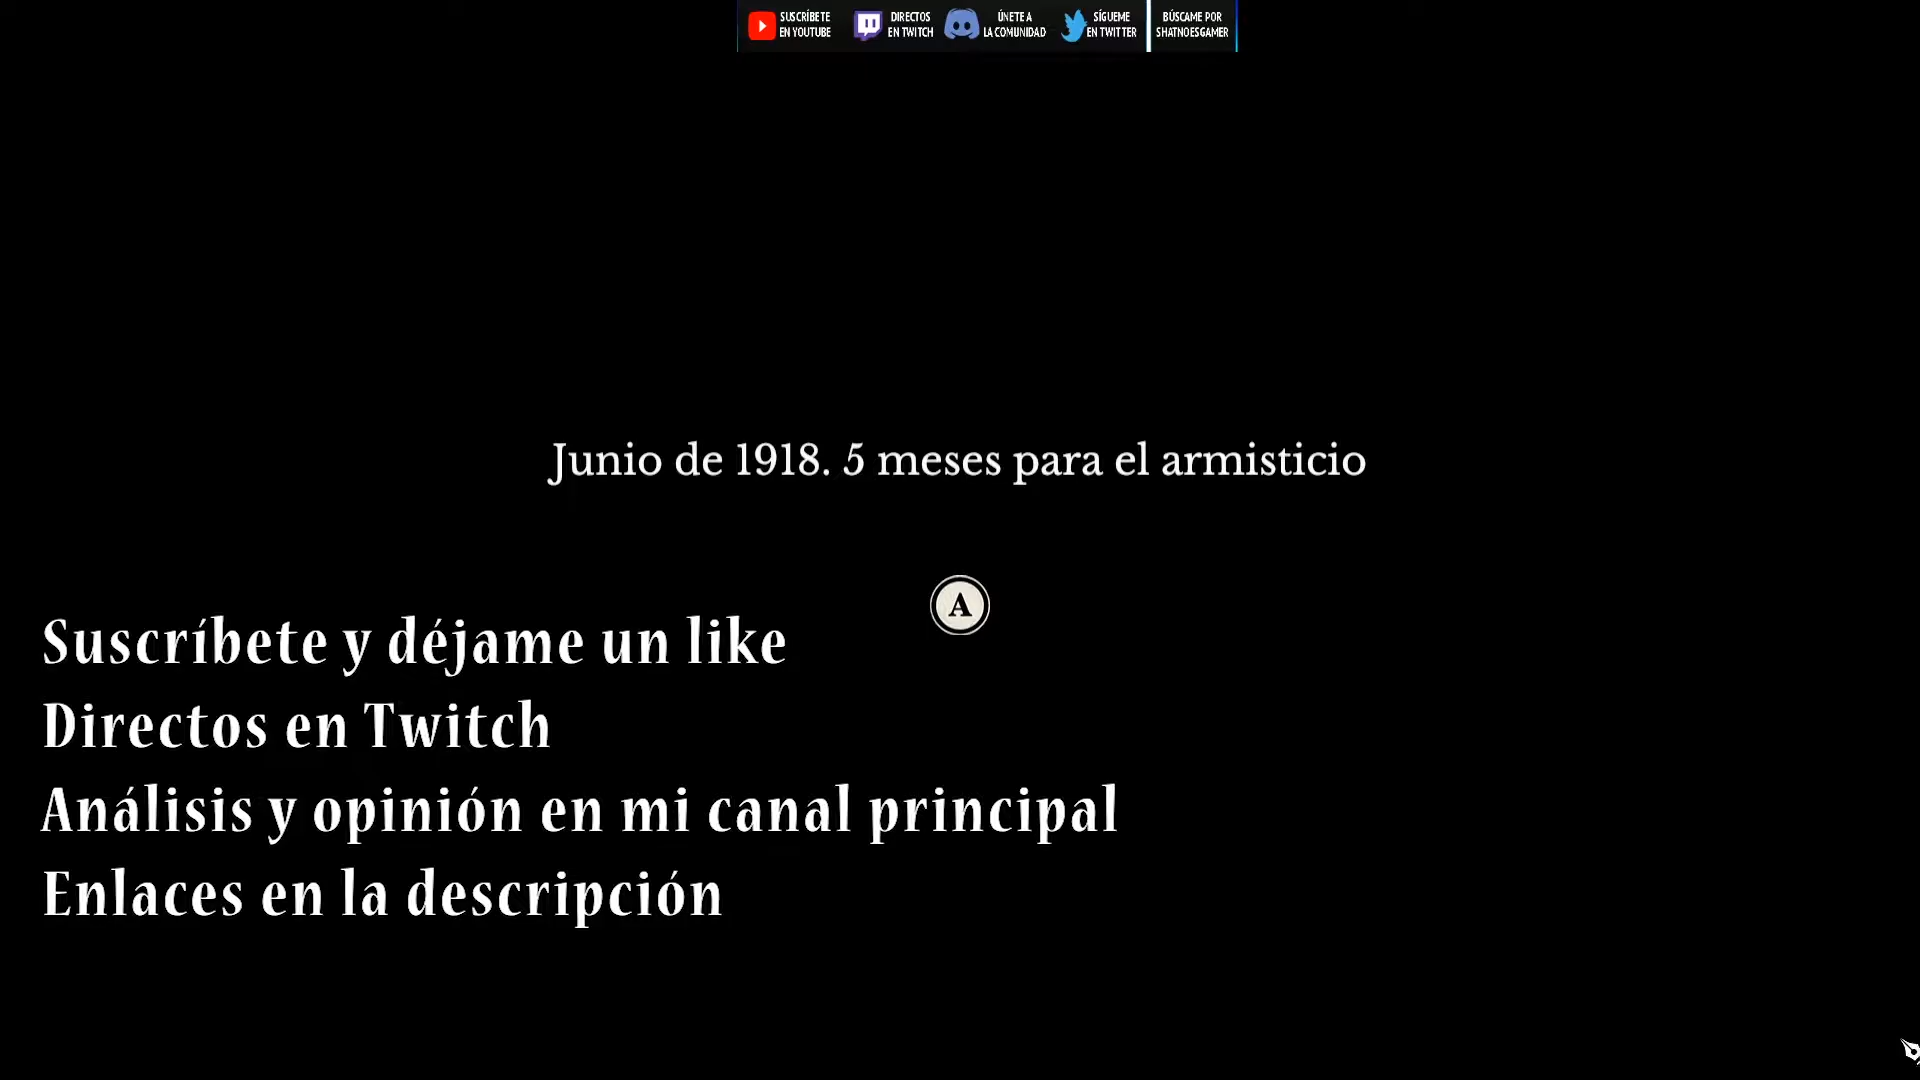 SUSCRÍBETE
EN YOUTUBE
DIRECTOS
EN TWITCH
ÚNETE A
LA COMUNIDAD
SÍGUEME
EN TWITTER
BÚSCAME POR
SHATNOESGAMER
Junio de 1918. 5 meses para el armisticio
A
Suscríbete y déjame un like
Directos en Twitch
Análisis y opinión en mi canal principal
Enlaces en la descripción